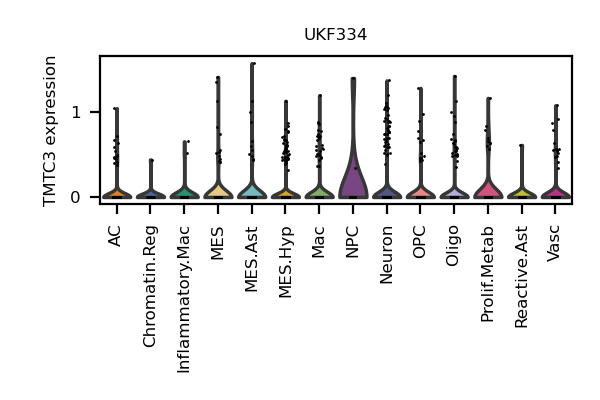 UKF334
TMTC3 expression
1
0
AC
Chromatin.Reg
Inflammatory.Mac
MES
MES.Ast
MES.Hyp
Mac
NPC
Neuron
OPC
Oligo
Prolif.Metab
Reactive.Ast
Vasc